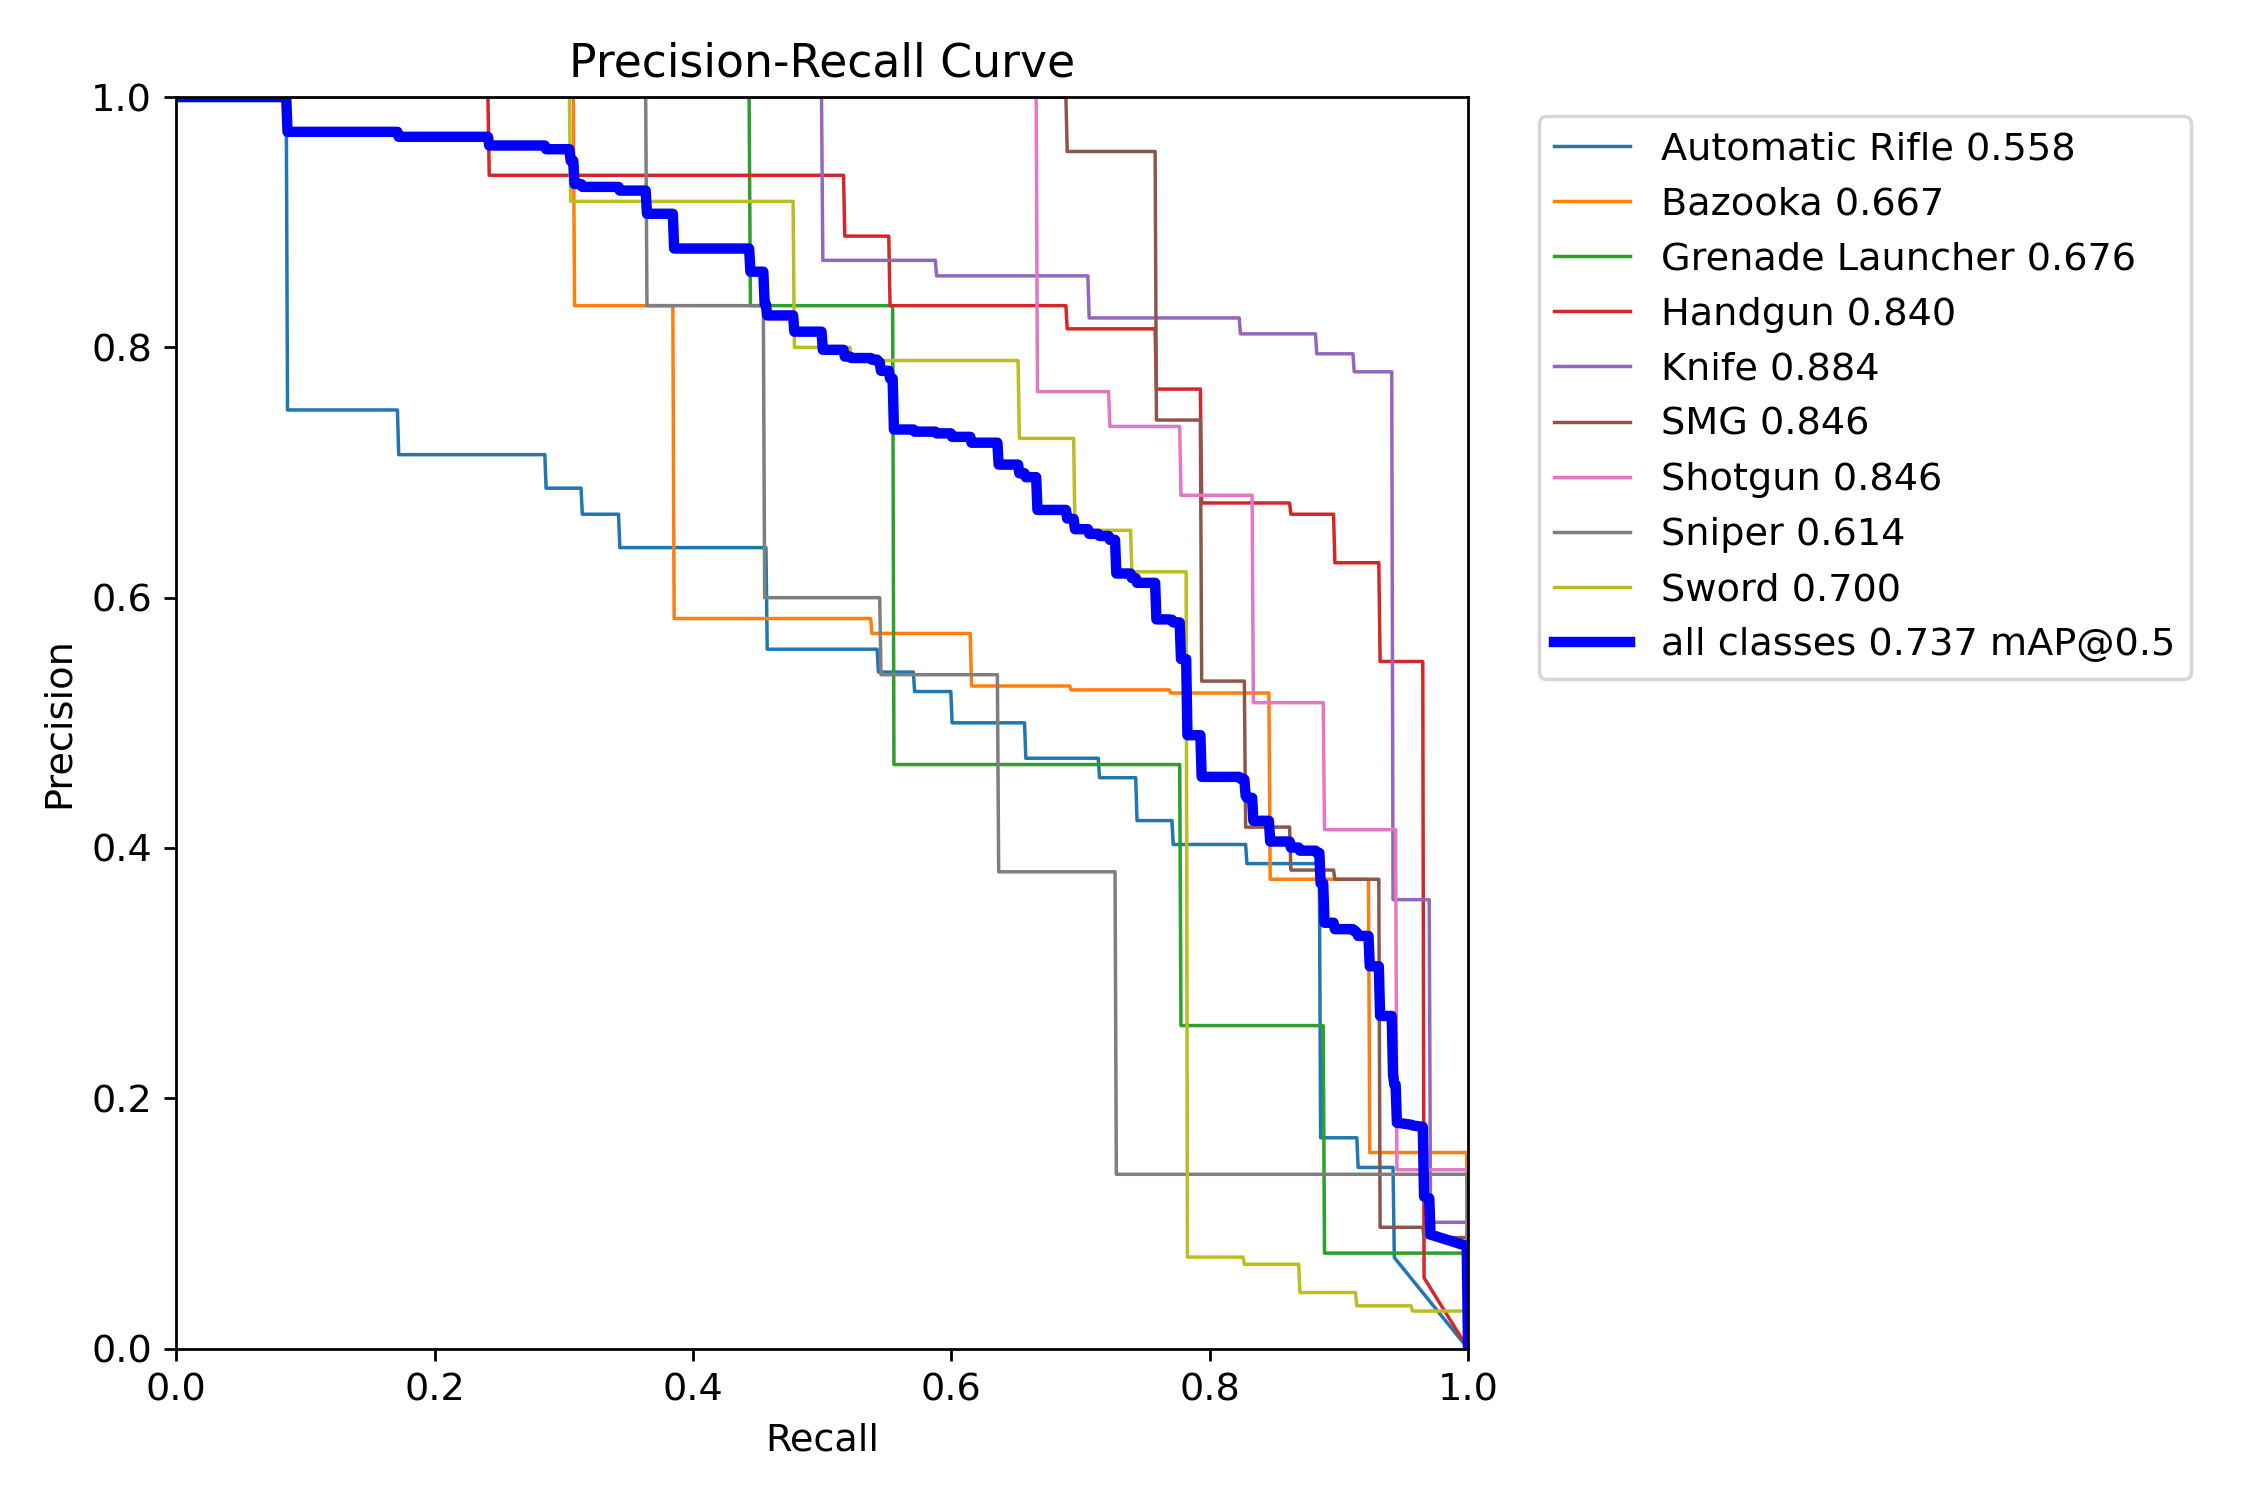 Precision-Recall Curve
1.0
0.8
0.6
0.4
0.2
0.0
Precision
0.0 0.2 0.4 0.6 0.8 1.0
Recall
Automatic Rifle 0.558
Bazooka 0.667
Grenade Launcher 0.676
Handgun 0.840
Knife 0.884
SMG 0.846
Shotgun 0.846
Sniper 0.614
Sword 0.700
all classes 0.737 mAP@0.5